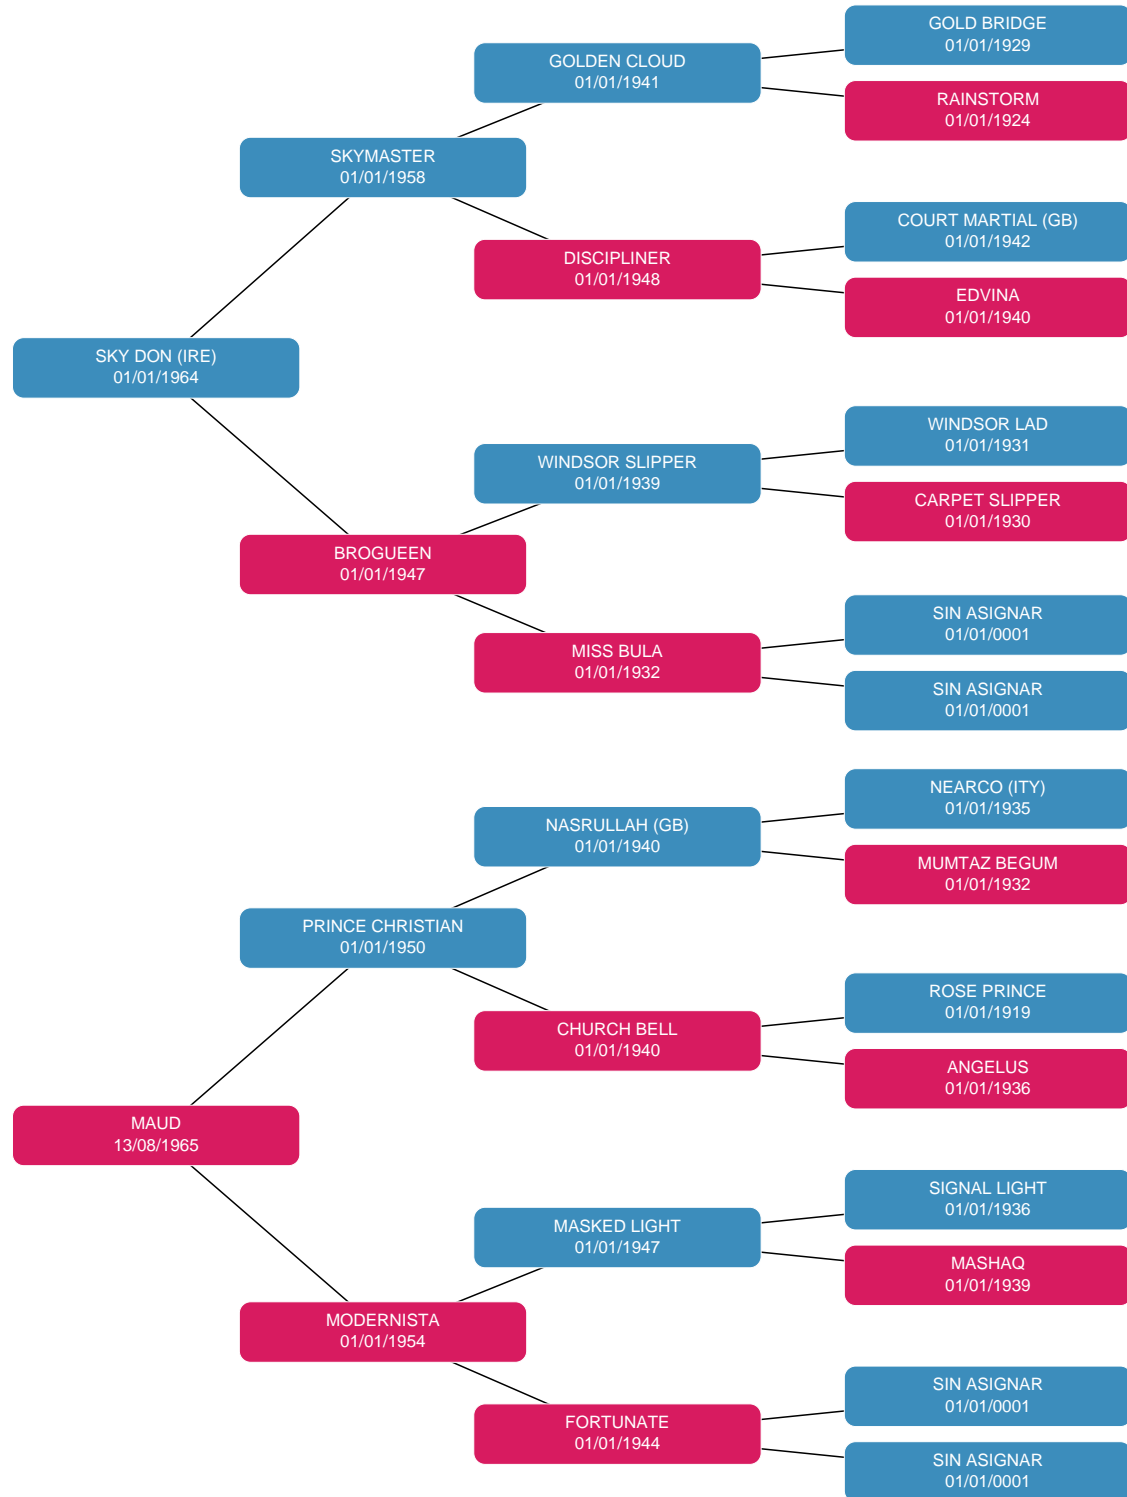 GOLD BRIDGE
01/01/1929
GOLDEN CLOUD
01/01/1941
RAINSTORM
01/01/1924
SKYMASTER
01/01/1958
COURT MARTIAL (GB)
01/01/1942
DISCIPLINER
01/01/1948
EDVINA
01/01/1940
SKY DON (IRE)
01/01/1964
WINDSOR LAD
01/01/1931
WINDSOR SLIPPER
01/01/1939
CARPET SLIPPER
01/01/1930
BROGUEEN
01/01/1947
SIN ASIGNAR
01/01/0001
MISS BULA
01/01/1932
SIN ASIGNAR
01/01/0001
NEARCO (ITY)
01/01/1935
NASRULLAH (GB)
01/01/1940
MUMTAZ BEGUM
01/01/1932
PRINCE CHRISTIAN
01/01/1950
ROSE PRINCE
01/01/1919
CHURCH BELL
01/01/1940
ANGELUS
01/01/1936
MAUD
13/08/1965
SIGNAL LIGHT
01/01/1936
MASKED LIGHT
01/01/1947
MASHAQ
01/01/1939
MODERNISTA
01/01/1954
SIN ASIGNAR
01/01/0001
FORTUNATE
01/01/1944
SIN ASIGNAR
01/01/0001